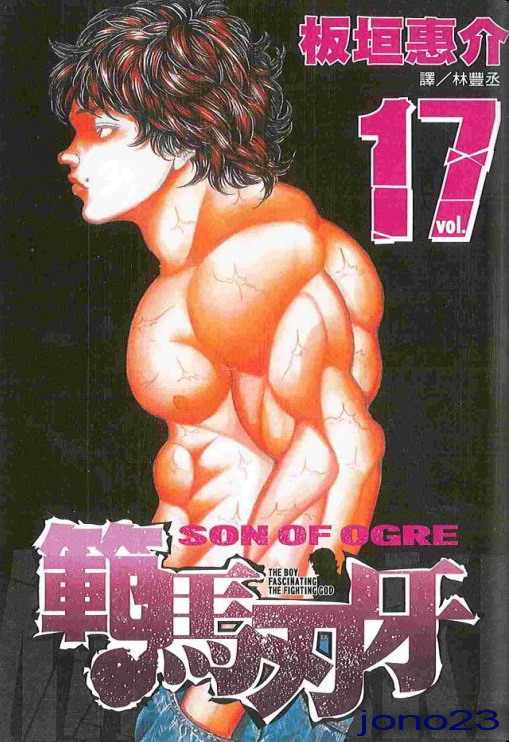 板垣惠介
譯／林豐丞
17
vol.
SON OF OGRE
THE BOY
FASCINATING
THE FIGHTING GOD
範馬刃牙
jono23